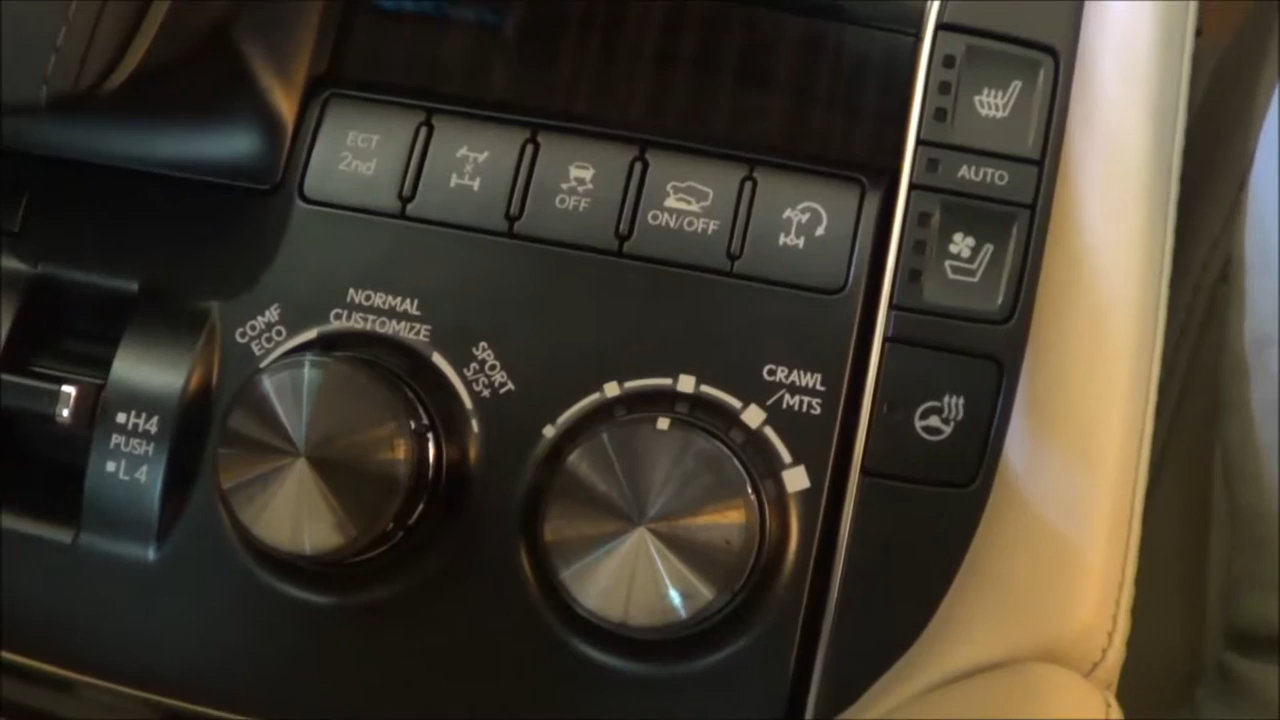 ECT
2nd
OFF
ON/OFF
AUTO
COMF
ECO
NORMAL
CUSTOMIZE
SPORT
S/S+
CRAWL
/MTS
H4
PUSH
L4